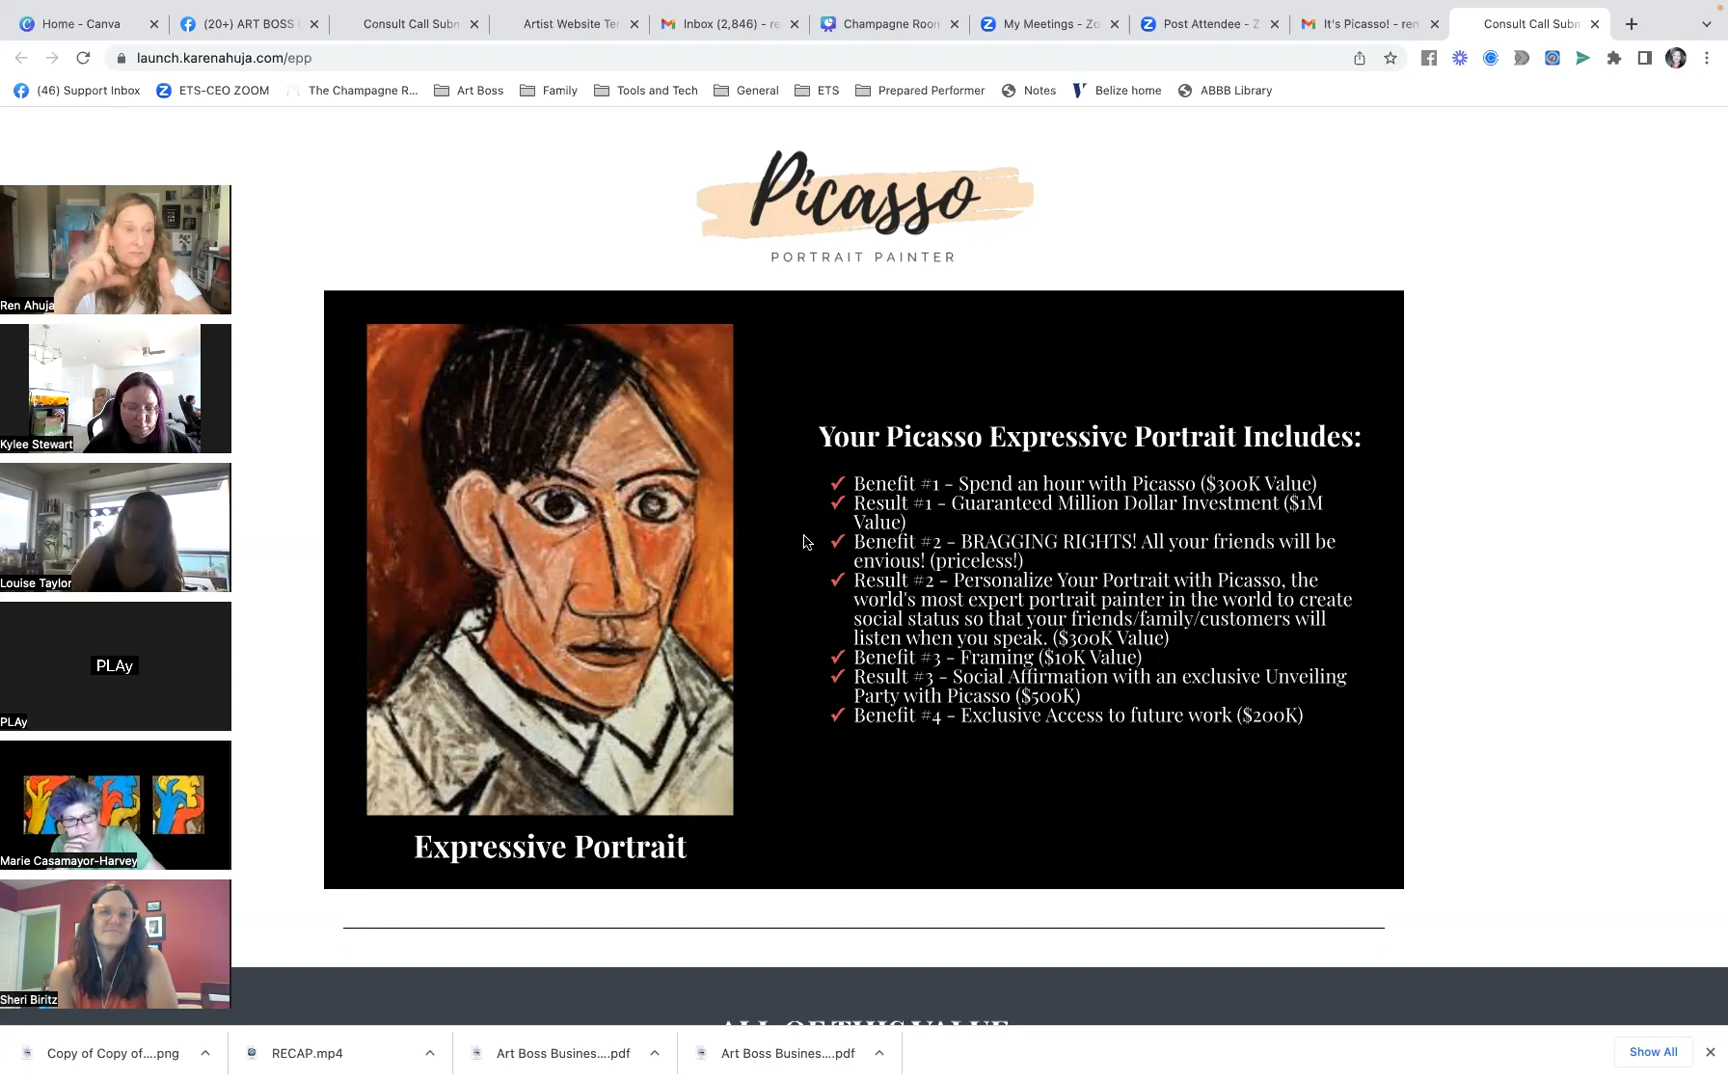 Home - Canva
(20+) ART BOSS
Consult Call Subm
Artist Website Te
Inbox (2,846) - re
Champagne Room
My Meetings - Zo
Post Attendee - Z
It's Picasso! - ren
Consult Call Subm
launch.karenahuja.com/epp
(46) Support Inbox
ETS-CEO ZOOM
The Champagne R...
Art Boss
Family
Tools and Tech
General
ETS
Prepared Performer
Notes
Belize home
ABBB Library
Picasso
PORTRAIT PAINTER
Ren Ahuja
Kylee Stewart
Louise Taylor
PLAy
PLAy
Marie Casamayor-Harvey
Sheri Biritz
Your Picasso Expressive Portrait Includes:
✓ Benefit #1 - Spend an hour with Picasso ($300K Value)
✓ Result #1 - Guaranteed Million Dollar Investment ($1M
Value)
✓ Benefit #2 - BRAGGING RIGHTS! All your friends will be
envious! (priceless!)
✓ Result #2 - Personalize Your Portrait with Picasso, the
world's most expert portrait painter in the world to create
social status so that your friends/family/customers will
listen when you speak. ($300K Value)
✓ Benefit #3 - Framing ($10K Value)
✓ Result #3 - Social Affirmation with an exclusive Unveiling
Party with Picasso ($500K)
✓ Benefit #4 - Exclusive Access to future work ($200K)
Expressive Portrait
ALL OF THIS VALUE
Copy of Copy of....png
RECAP.mp4
Art Boss Busines....pdf
Art Boss Busines....pdf
Show All